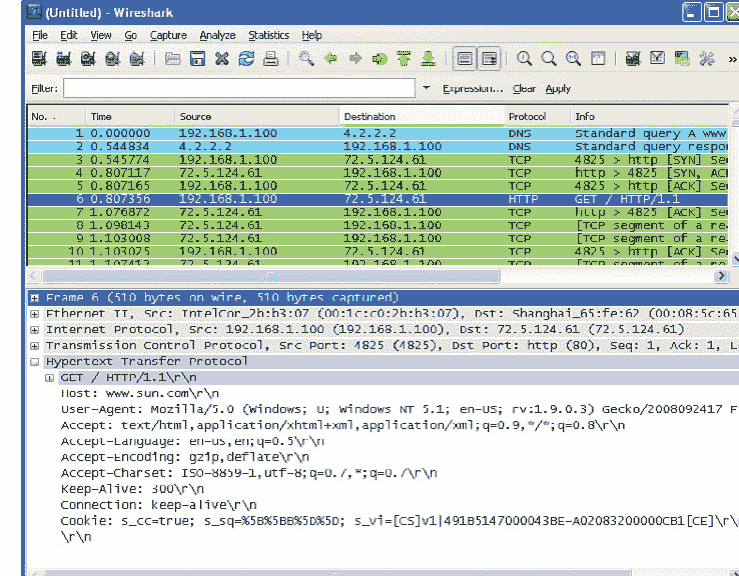 (Untitled) - Wireshark
File Edit View Go Capture Analyze Statistics Help
Filter: Expression... Clear Apply
No. . Time Source Destination Protocol Info
1 0.000000 192.168.1.100 4.2.2.2 DNS Standard query A www
2 0.544834 4.2.2.2 192.168.1.100 DNS Standard query respo
3 0.545774 192.168.1.100 72.5.124.61 TCP 4825 > http [SYN] Se
4 0.807117 72.5.124.61 192.168.1.100 TCP http > 4825 [SYN, ACK
5 0.807165 192.168.1.100 72.5.124.61 TCP 4825 > http [ACK] Se
6 0.807356 192.168.1.100 72.5.124.61 HTTP GET / HTTP/1.1
7 1.076872 72.5.124.61 192.168.1.100 TCP http > 4825 [ACK] Se
8 1.098143 72.5.124.61 192.168.1.100 TCP [TCP segment of a re
9 1.103008 72.5.124.61 192.168.1.100 TCP [TCP segment of a re
10 1.103025 192.168.1.100 72.5.124.61 TCP 4825 > http [ACK] Se
11 1.107412 72.5.124.61 192.168.1.100 TCP [TCP segment of a re
Frame 6 (510 bytes on wire, 510 bytes captured)
Ethernet II, Src: IntelCor_2b:b3:07 (00:1c:c0:2b:b3:07), Dst: Shanghai_65:fe:62 (00:08:5c:65
Internet Protocol, Src: 192.168.1.100 (192.168.1.100), Dst: 72.5.124.61 (72.5.124.61)
Transmission Control Protocol, Src Port: 4825 (4825), Dst Port: http (80), Seq: 1, Ack: 1, L
Hypertext Transfer Protocol
GET / HTTP/1.1\r\n
Host: www.sun.com\r\n
User-Agent: Mozilla/5.0 (Windows; U; Windows NT 5.1; en-US; rv:1.9.0.3) Gecko/2008092417 F
Accept: text/html,application/xhtml+xml,application/xml;q=0.9,*/*;q=0.8\r\n
Accept-Language: en-us,en;q=0.5\r\n
Accept-Encoding: gzip,deflate\r\n
Accept-Charset: ISO-8859-1,utf-8;q=0.7,*;q=0.7\r\n
Keep-Alive: 300\r\n
Connection: keep-alive\r\n
Cookie: s_cc=true; s_sq=%5B%5BB%5D%5D; s_vi=[CS]v1|491B5147000043BE-A02083200000CB1[CE]\r\
\r\n